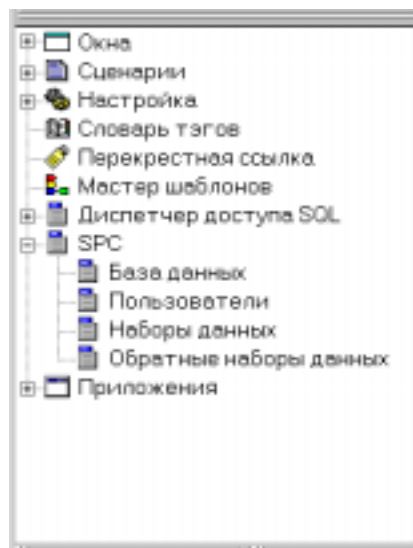 Окна
Сценарии
Настройка
Словарь тэгов
Перекрестная ссылка
Мастер шаблонов
Диспетчер доступа SQL
SPC
База данных
Пользователи
Наборы данных
Обратные наборы данных
Приложения